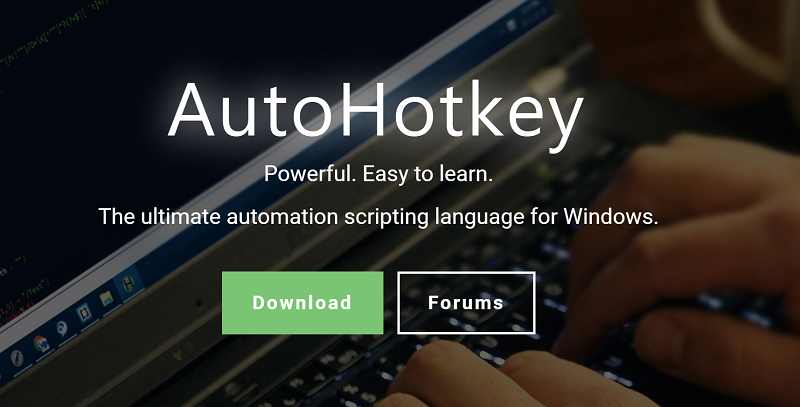 AutoHotkey
Powerful. Easy to learn.
The ultimate automation scripting language for Windows.
Download
Forums